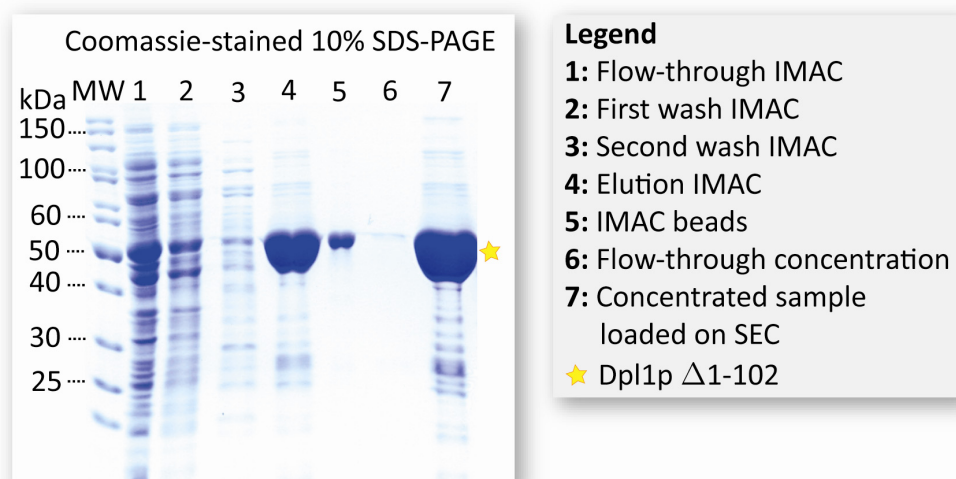 Coomassie-stained 10% SDS-PAGE
kDa MW 1 2 3 4 5 6 7
150
100
60
50
40
30
25
Legend
1: Flow-through IMAC
2: First wash IMAC
3: Second wash IMAC
4: Elution IMAC
5: IMAC beads
6: Flow-through concentration
7: Concentrated sample
loaded on SEC
Dpl1p Δ1-102